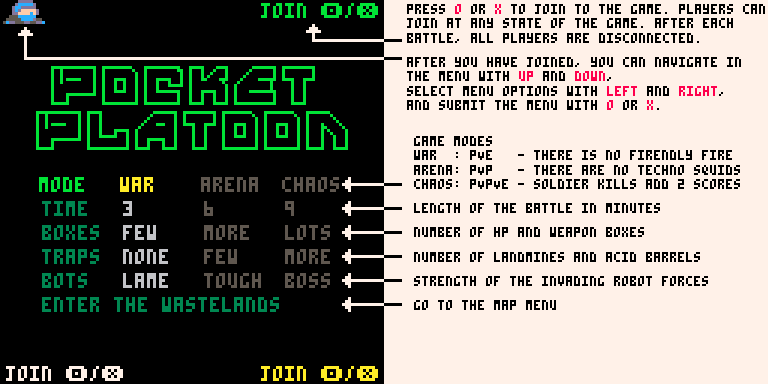 JOIN 🅾/❎
POCKET
PLATOON
MODE WAR ARENA CHAOS
TIME 3 6 9
BOXES FEW MORE LOTS
TRAPS NONE FEW MORE
BOTS LAME TOUGH BOSS
ENTER THE WASTELANDS
JOIN 🅾/❎ JOIN 🅾/❎
PRESS O OR X TO JOIN TO THE GAME. PLAYERS CAN
JOIN AT ANY STATE OF THE GAME. AFTER EACH
BATTLE, ALL PLAYERS ARE DISCONNECTED.
AFTER YOU HAVE JOINED, YOU CAN NAVIGATE IN
THE MENU WITH UP AND DOWN,
SELECT MENU OPTIONS WITH LEFT AND RIGHT,
AND SUBMIT THE MENU WITH O OR X.
GAME MODES
WAR : PvE - THERE IS NO FIRENDLY FIRE
ARENA: PvP - THERE ARE NO TECHNO SQUIDS
CHAOS: PvPvE - SOLDIER KILLS ADD 2 SCORES
LENGTH OF THE BATTLE IN MINUTES
NUMBER OF HP AND WEAPON BOXES
NUMBER OF LANDMINES AND ACID BARRELS
STRENGTH OF THE INVADING ROBOT FORCES
GO TO THE MAP MENU